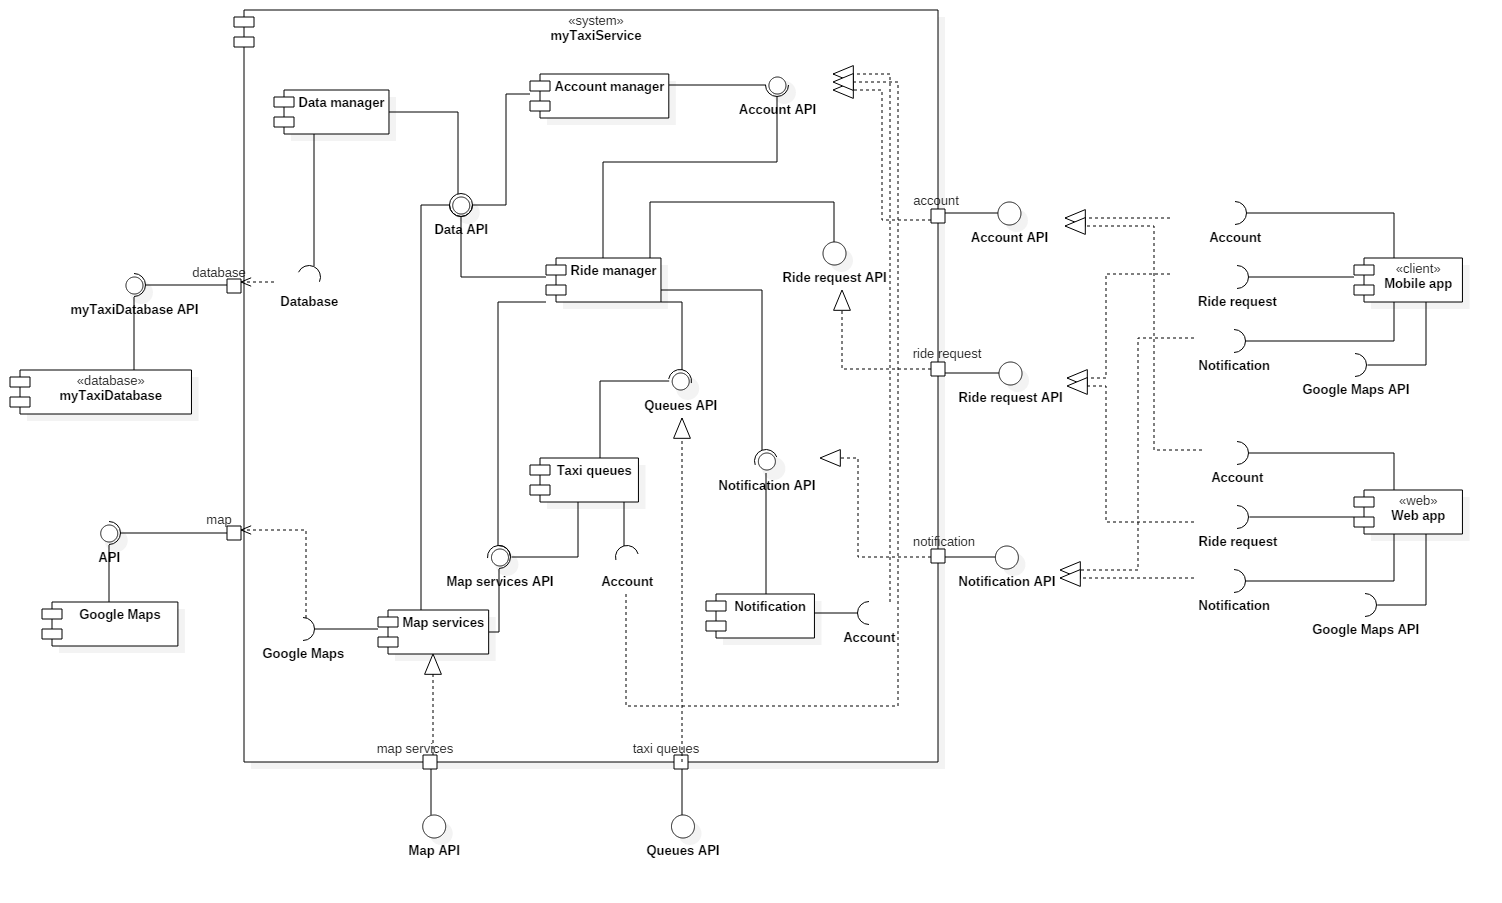 «system»
myTaxiService
Data manager
Account manager
Account API
account
Account API
Account
Data API
Ride manager
Ride request API
«client»
Mobile app
database
Database
myTaxiDatabase API
Ride request
Notification
ride request
Ride request API
Google Maps API
«database»
myTaxiDatabase
Queues API
Taxi queues
Notification API
Account
«web»
Web app
map
API
notification
Ride request
Map services API
Account
Notification API
Notification
Google Maps
Map services
Notification
Account
Google Maps API
Google Maps
map services
taxi queues
Map API
Queues API